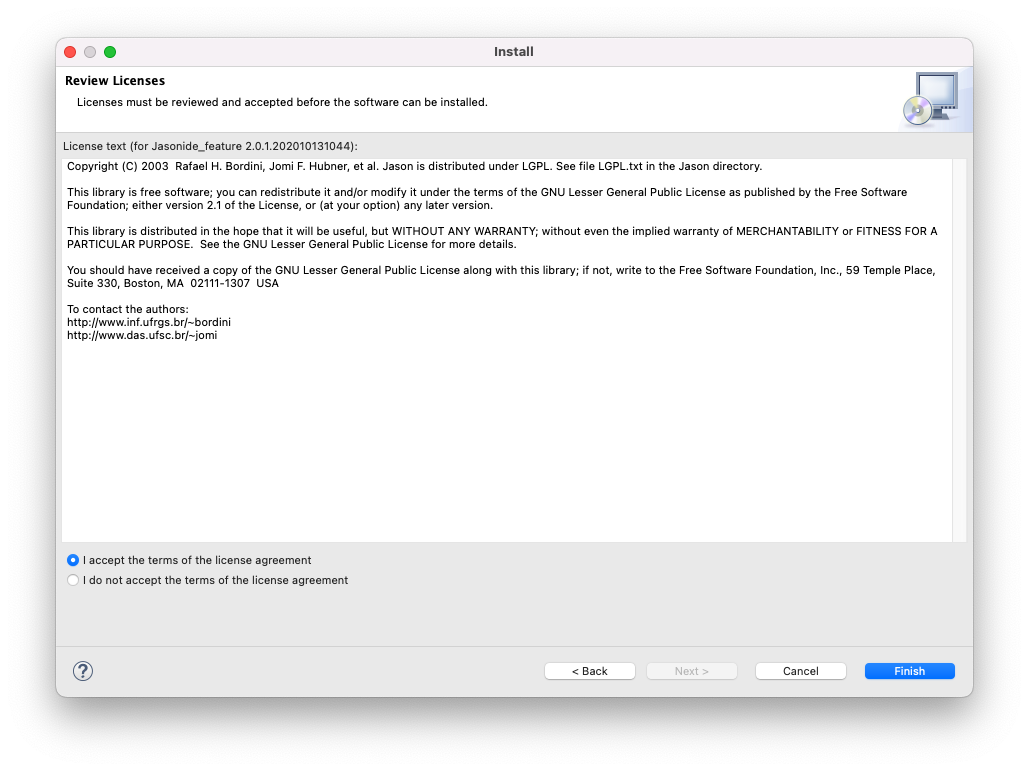 Install
Review Licenses
Licenses must be reviewed and accepted before the software can be installed.
License text (for Jasonide_feature 2.0.1.202010131044):
Copyright (C) 2003  Rafael H. Bordini, Jomi F. Hubner, et al. Jason is distributed under LGPL. See file LGPL.txt in the Jason directory.
This library is free software; you can redistribute it and/or modify it under the terms of the GNU Lesser General Public License as published by the Free Software
Foundation; either version 2.1 of the License, or (at your option) any later version.
This library is distributed in the hope that it will be useful, but WITHOUT ANY WARRANTY; without even the implied warranty of MERCHANTABILITY or FITNESS FOR A
PARTICULAR PURPOSE.  See the GNU Lesser General Public License for more details.
You should have received a copy of the GNU Lesser General Public License along with this library; if not, write to the Free Software Foundation, Inc., 59 Temple Place,
Suite 330, Boston, MA  02111-1307  USA
To contact the authors:
http://www.inf.ufrgs.br/~bordini
http://www.das.ufsc.br/~jomi
I accept the terms of the license agreement
I do not accept the terms of the license agreement
?
< Back
Next >
Cancel
Finish